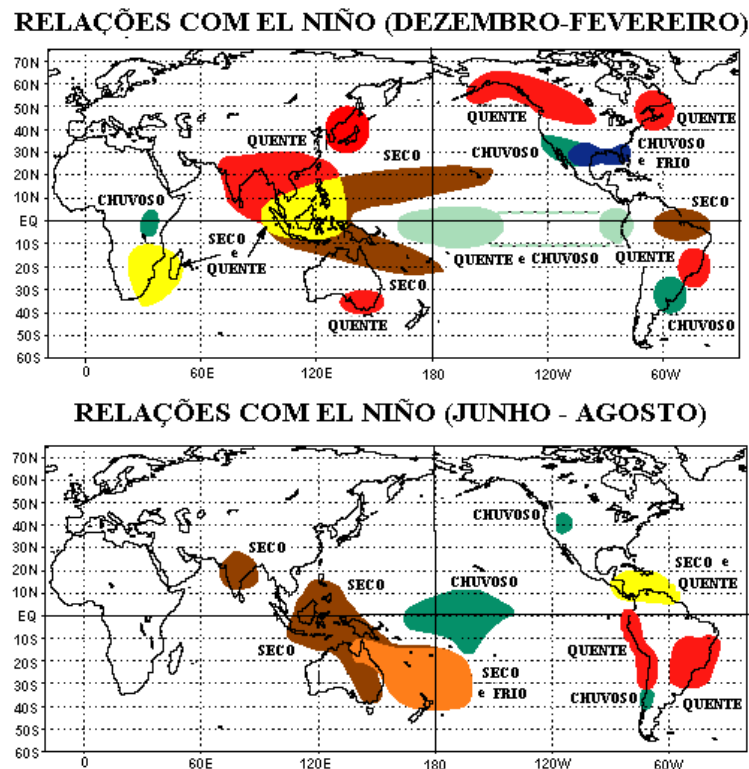 RELAÇÕES COM EL NIÑO (DEZEMBRO-FEVEREIRO)
70N
60N
50N
40N
30N
20N
10N
EQ
10S
20S
30S
40S
50S
60S
QUENTE
QUENTE
QUENTE
CHUVOSO
CHUVOSO
e FRIO
SECO
CHUVOSO
SECO
SECO
e
QUENTE
QUENTE e CHUVOSO
QUENTE
SECO
QUENTE
CHUVOSO
0
60E
120E
180
120W
60W
RELAÇÕES COM EL NIÑO (JUNHO - AGOSTO)
70N
60N
50N
40N
30N
20N
10N
EQ
10S
20S
30S
40S
50S
60S
CHUVOSO
SECO
SECO
CHUVOSO
SECO e
QUENTE
SECO
QUENTE
SECO
e FRIO
CHUVOSO
QUENTE
0
60E
120E
180
120W
60W